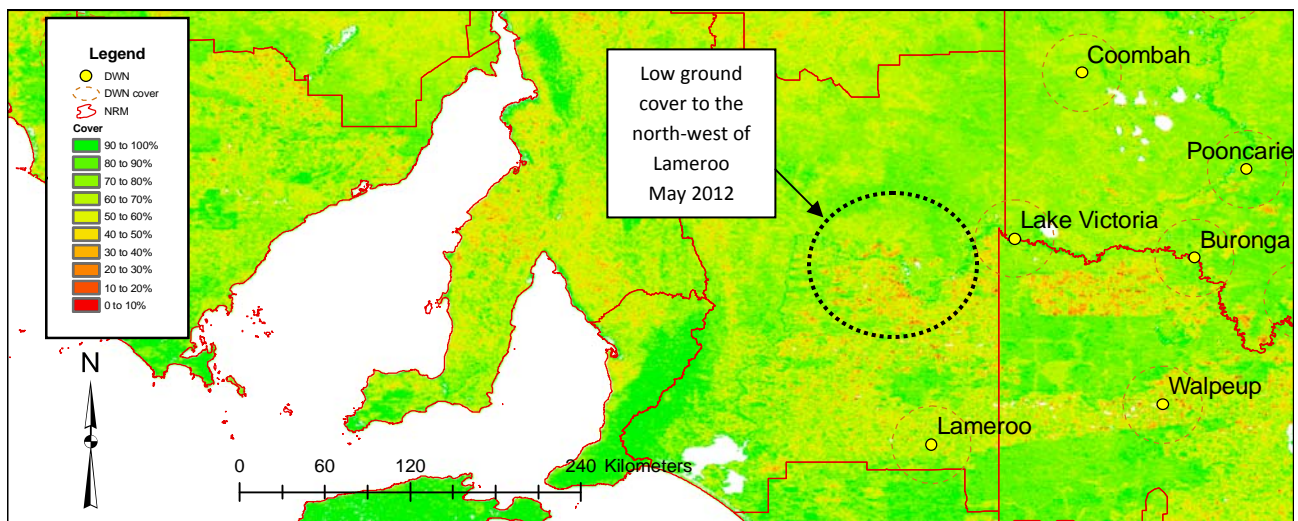 Legend
DWN
DWN cover
NRM
Cover
90 to 100%
80 to 90%
70 to 80%
60 to 70%
50 to 60%
40 to 50%
30 to 40%
20 to 30%
10 to 20%
0 to 10%
Low ground
cover to the
north-west of
Lameroo
May 2012
Coombah
Pooncarie
Lake Victoria
Buronga
Walpeup
Lameroo
N
0 60 120 240 Kilometers